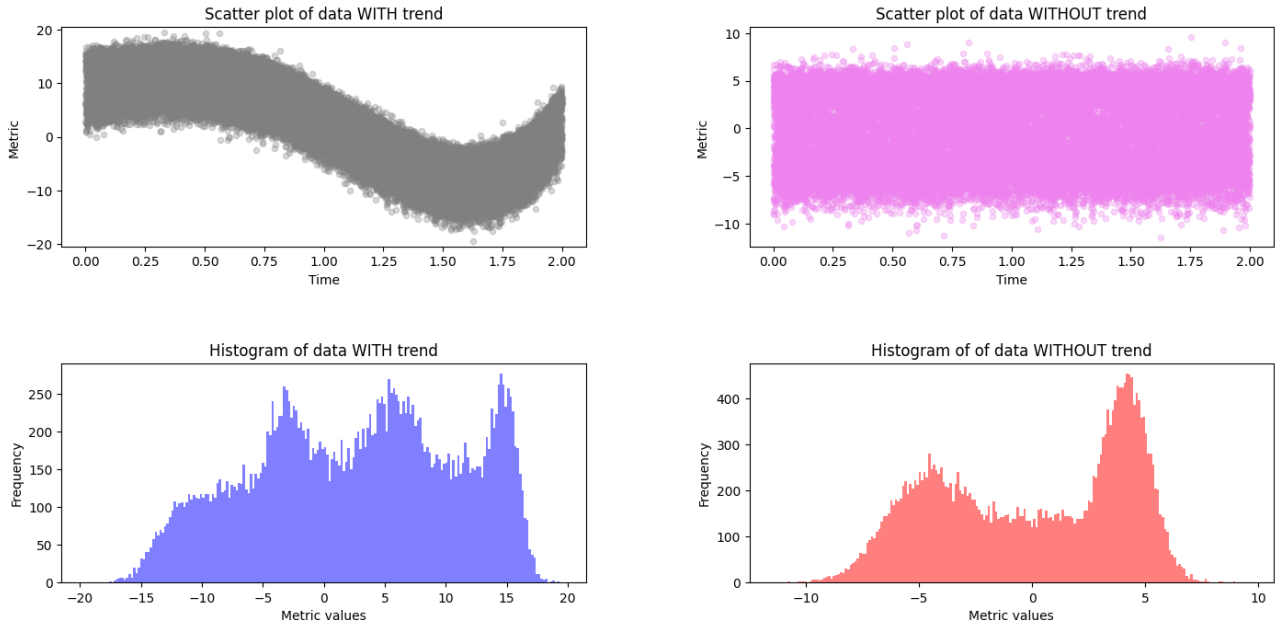 Scatter plot of data WITH trend
20
10
0
−10
−20
Metric
0.00 0.25 0.50 0.75 1.00 1.25 1.50 1.75 2.00
Time
Scatter plot of data WITHOUT trend
10
5
0
−5
−10
Metric
0.00 0.25 0.50 0.75 1.00 1.25 1.50 1.75 2.00
Time
Histogram of data WITH trend
250
200
150
100
50
0
Frequency
−20 −15 −10 −5 0 5 10 15 20
Metric values
Histogram of of data WITHOUT trend
400
300
200
100
0
Frequency
−10 −5 0 5 10
Metric values